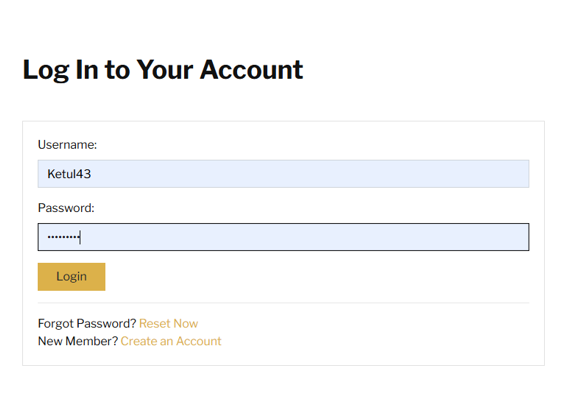 Log In to Your Account
Username:
Ketul43
Password:
•••••••••
Login
Forgot Password? Reset Now
New Member? Create an Account